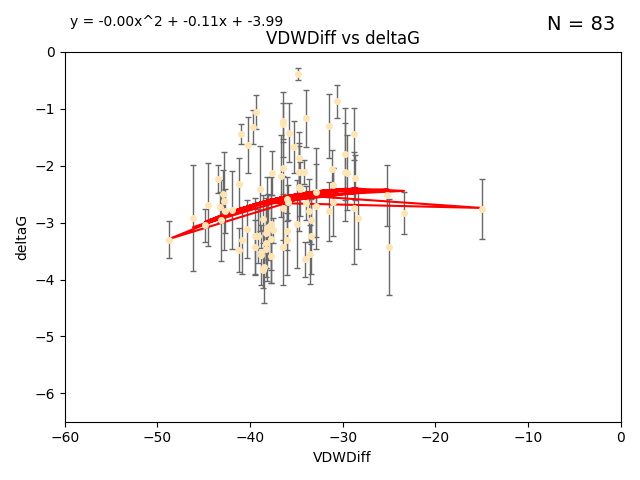 y = -0.00x^2 + -0.11x + -3.99
N = 83
VDWDiff vs deltaG
0
−1
−2
−3
−4
−5
−6
deltaG
−60 −50 −40 −30 −20 −10 0
VDWDiff